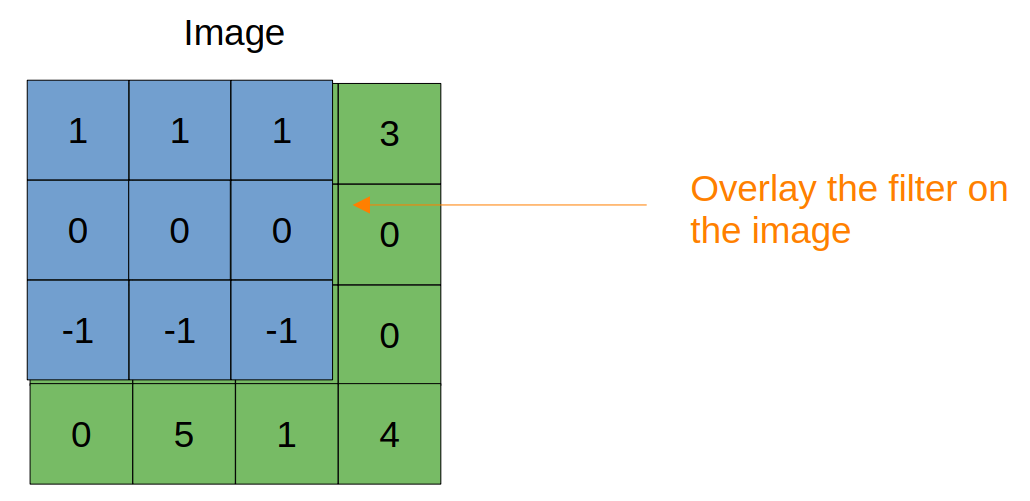 Image
1 1 1 3
0 0 0 0
-1 -1 -1 0
0 5 1 4
Overlay the filter on
the image